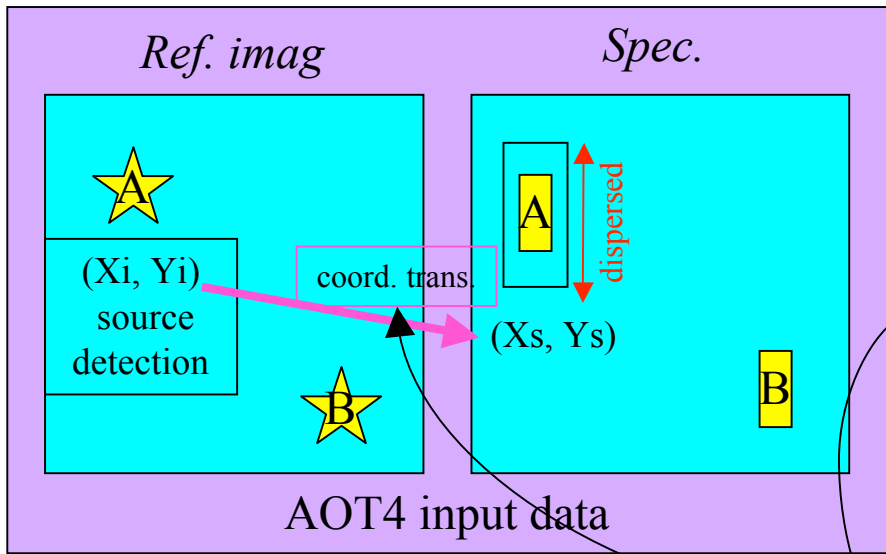 Ref. imag
Spec.
A
A
dispersed
(Xi, Yi)
source
detection
coord. trans.
(Xs, Ys)
B
B
AOT4 input data